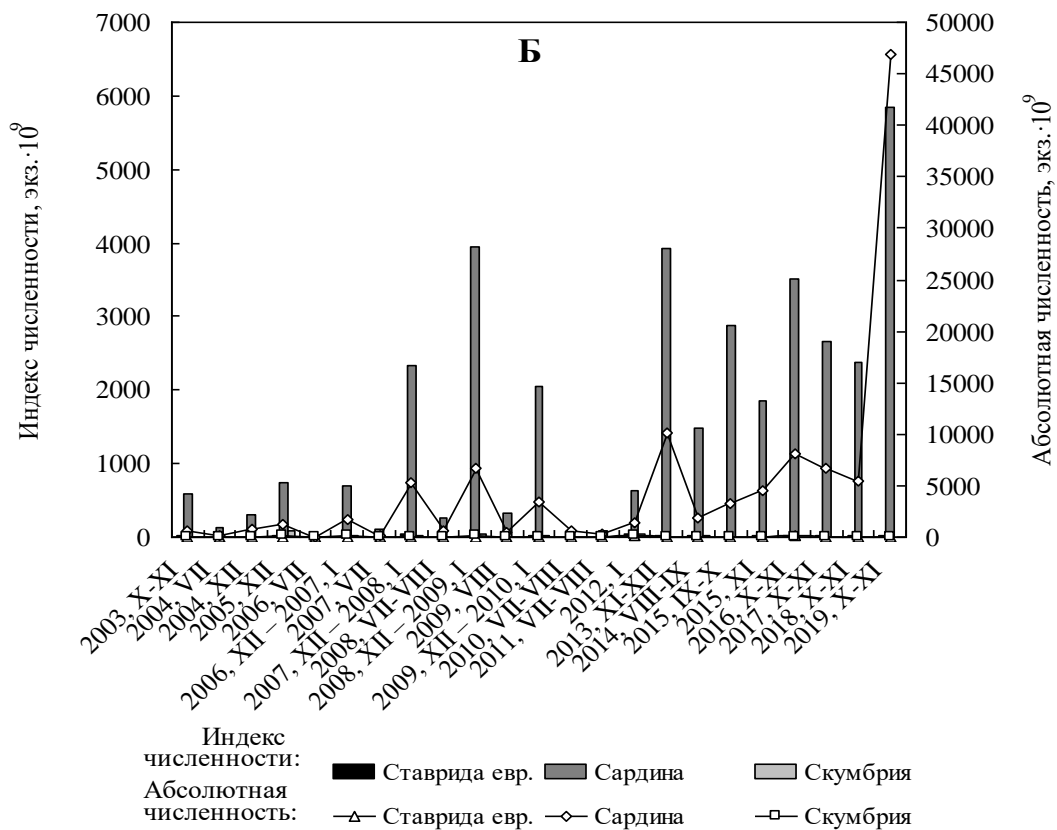 Б
Индекс численности, экз.·10⁹
7000
6000
5000
4000
3000
2000
1000
0
50000
45000
40000
35000
30000
25000
20000
15000
10000
5000
0
Абсолютная численность, экз.·10⁹
2003, X-XI
2004, VII
2004, XII
2005, XII
2006, VII
2006, XII – 2007, I
2007, VII
2007, XII – 2008, I
2008, VII-VIII
2008, XII – 2009, I
2009, VIII
2009, XII – 2010, I
2010, VII-VIII
2011, VII-VIII
2012, I
2013, XI-XII
2014, VIII-IX
2015, IX-X
2015, XI
2016, X-XI
2017, X-XI
2018, X-XI
2019, X-XI
Индекс
численности:
Ставрида евр. Сардина Скумбрия
Абсолютная
численность:
Ставрида евр. Сардина Скумбрия